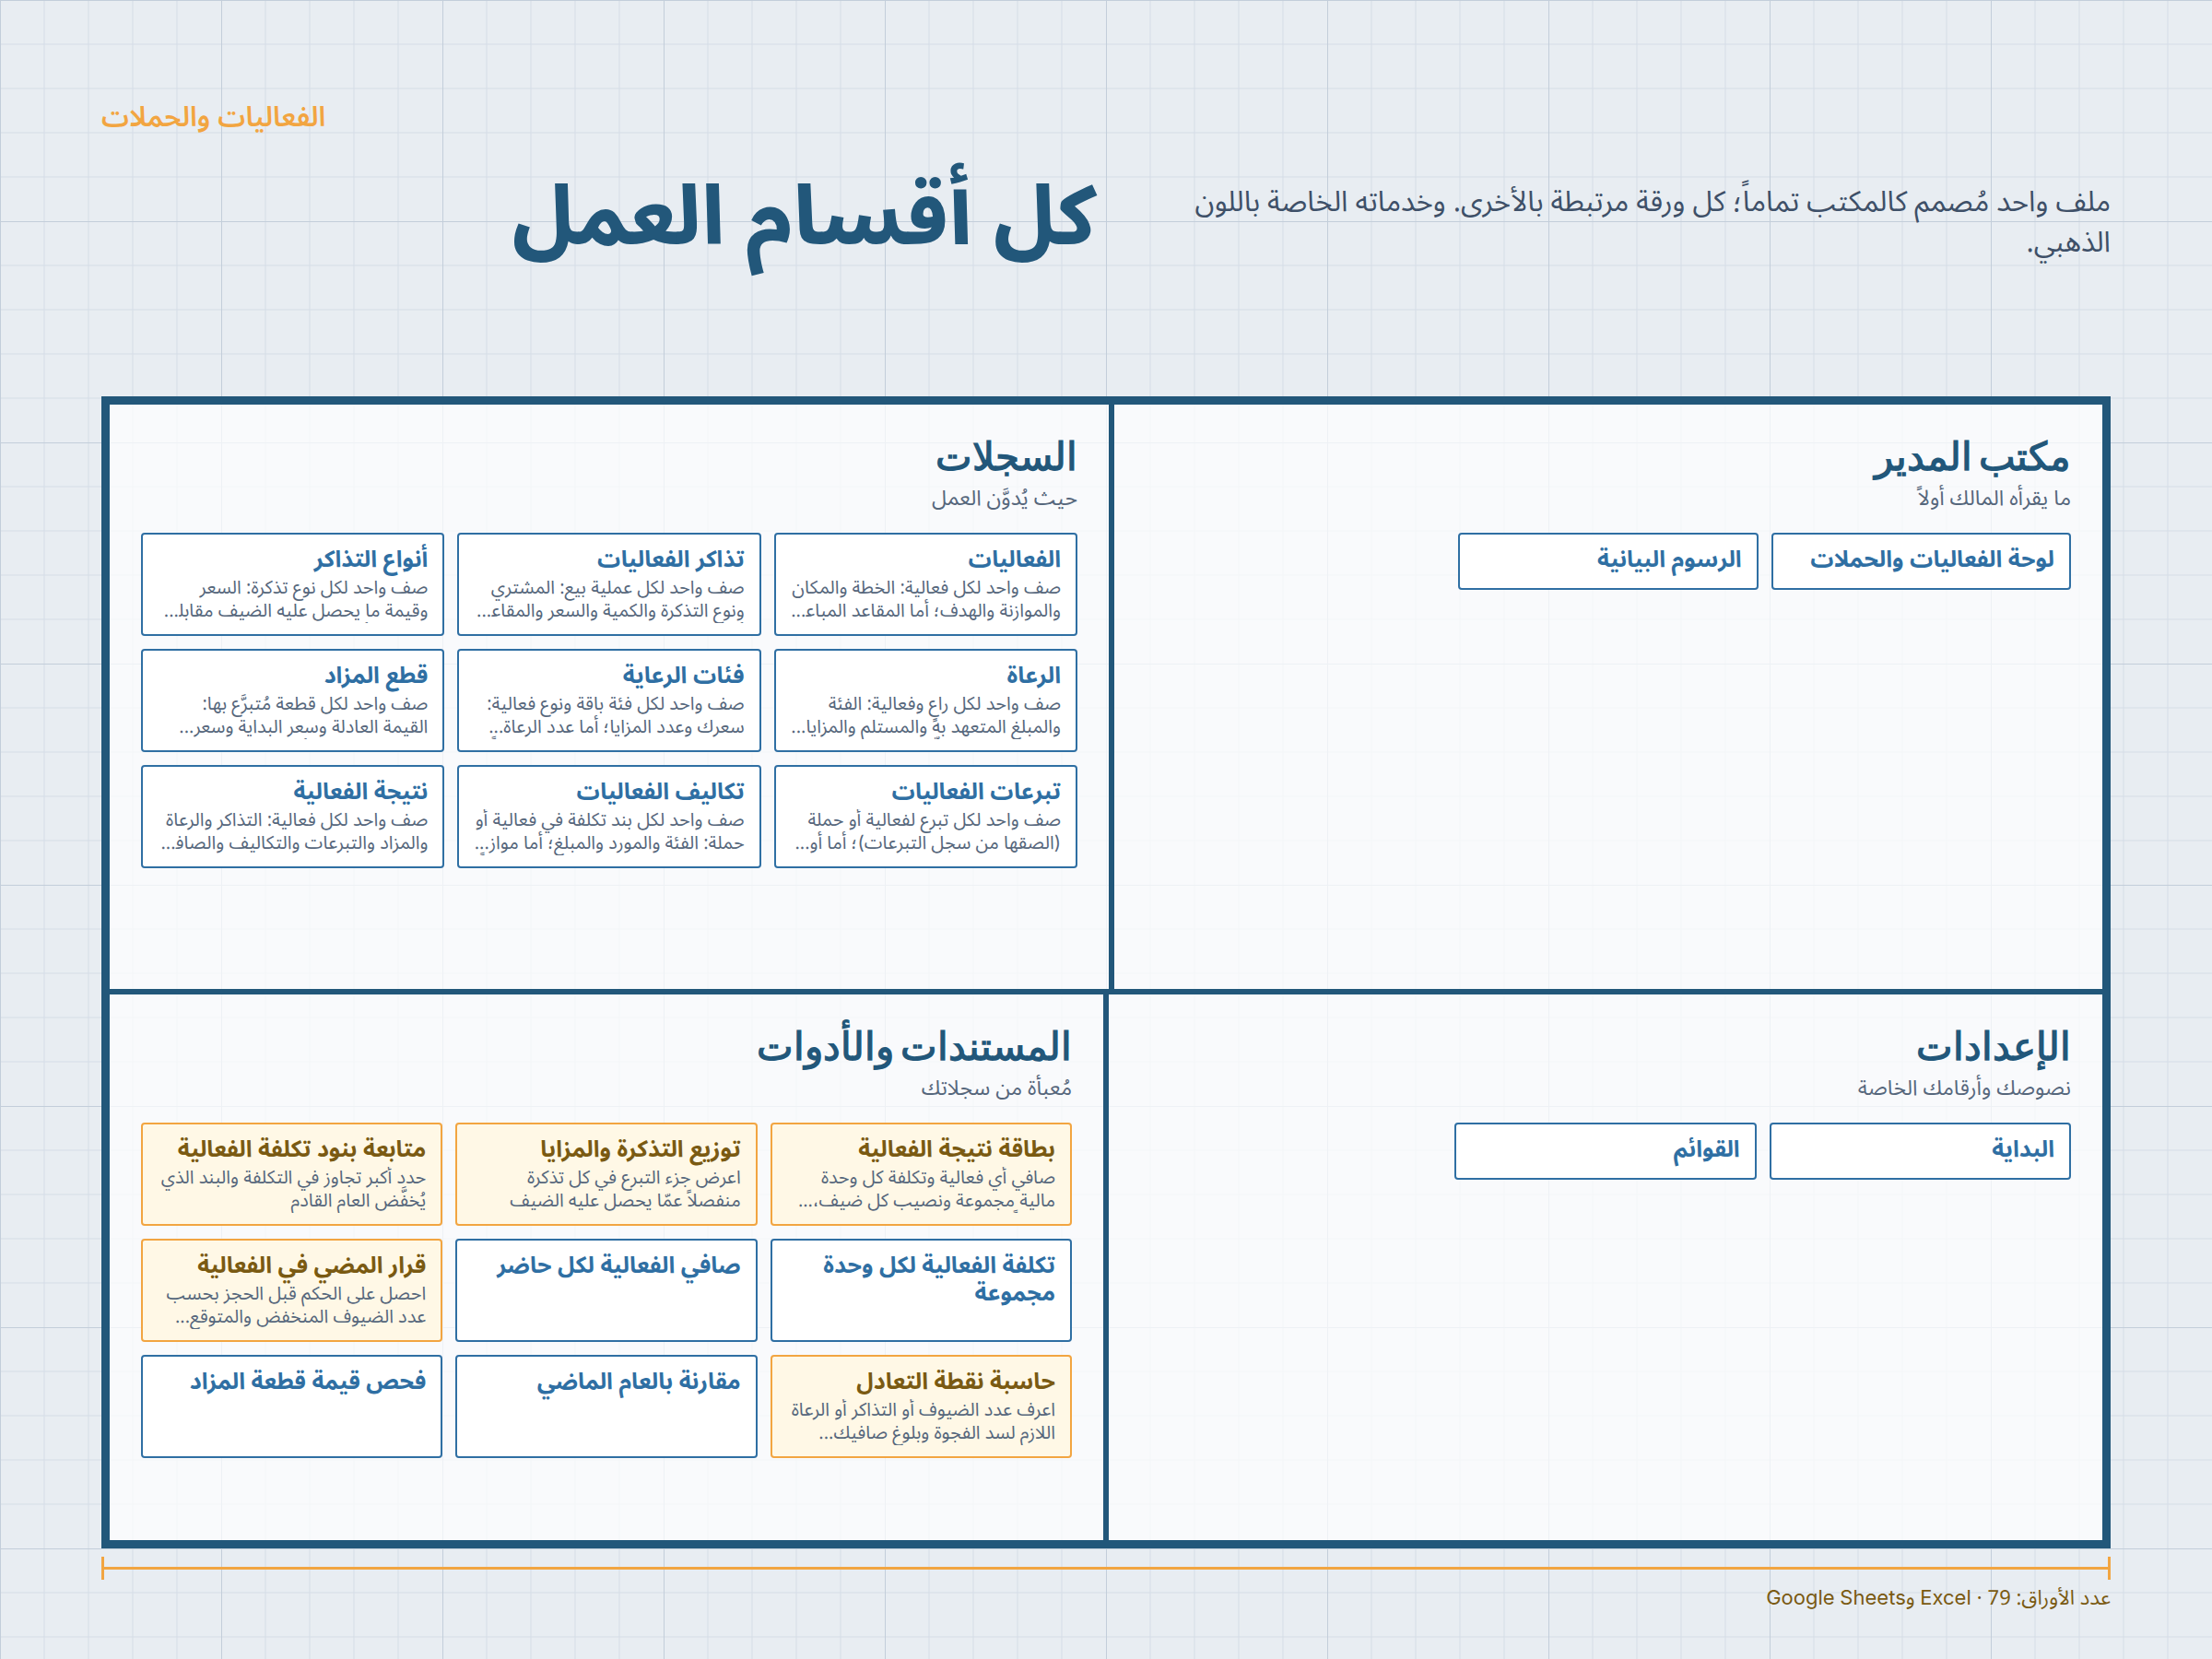 الفعاليات والحملات
كل أقسام العمل
ملف واحد مُصمم كالمكتب تماماً؛ كل ورقة مرتبطة بالأخرى. وخدماته الخاصة باللون
الذهبي.
مكتب المدير
ما يقرأه المالك أولاً
لوحة الفعاليات والحملات
الرسوم البيانية
السجلات
حيث يُدوَّن العمل
الفعاليات
صف واحد لكل فعالية: الخطة والمكان
والموازنة والهدف؛ أما المقاعد المباعـ...
تذاكر الفعاليات
صف واحد لكل عملية بيع: المشتري
ونوع التذكرة والكمية والسعر والمقاعـ...
أنواع التذاكر
صف واحد لكل نوع تذكرة: السعر
وقيمة ما يحصل عليه الضيف مقابلـ...
الرعاة
صف واحد لكل راعٍ وفعالية: الفئة
والمبلغ المتعهد به والمستلم والمزايا...
فئات الرعاية
صف واحد لكل فئة باقة ونوع فعالية:
سعرك وعدد المزايا؛ أما عدد الرعاة...
قطع المزاد
صف واحد لكل قطعة مُتبرَّع بها:
القيمة العادلة وسعر البداية وسعر...
تبرعات الفعاليات
صف واحد لكل تبرع لفعالية أو حملة
(الصقها من سجل التبرعات)؛ أما أو...
تكاليف الفعاليات
صف واحد لكل بند تكلفة في فعالية أو
حملة: الفئة والمورد والمبلغ؛ أما مواز...
نتيجة الفعالية
صف واحد لكل فعالية: التذاكر والرعاة
والمزاد والتبرعات والتكاليف والصافـ...
الإعدادات
نصوصك وأرقامك الخاصة
البداية
القوائم
المستندات والأدوات
مُعبأة من سجلاتك
بطاقة نتيجة الفعالية
صافي أي فعالية وتكلفة كل وحدة
مالية مجموعة ونصيب كل ضيف،...
توزيع التذكرة والمزايا
اعرض جزء التبرع في كل تذكرة
منفصلاً عمّا يحصل عليه الضيف
متابعة بنود تكلفة الفعالية
حدد أكبر تجاوز في التكلفة والبند الذي
يُخفَّض العام القادم
تكلفة الفعالية لكل وحدة
مجموعة
صافي الفعالية لكل حاضر
قرار المضي في الفعالية
احصل على الحكم قبل الحجز بحسب
عدد الضيوف المنخفض والمتوقع...
حاسبة نقطة التعادل
اعرف عدد الضيوف أو التذاكر أو الرعاة
اللازم لسد الفجوة وبلوغ صافيك...
مقارنة بالعام الماضي
فحص قيمة قطعة المزاد
عدد الأوراق: 79 · Excel وGoogle Sheets